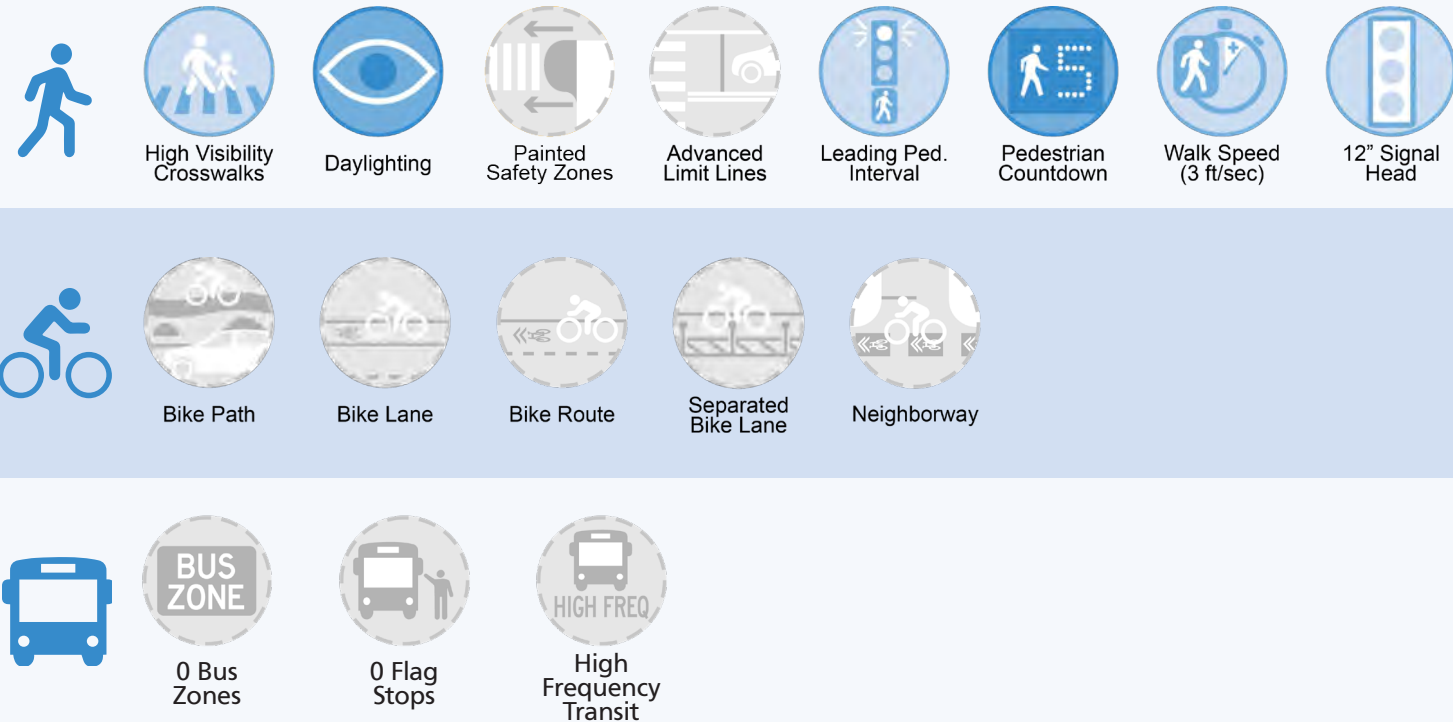 5
High Visibility
Crosswalks
Daylighting
Painted
Safety Zones
Advanced
Limit Lines
Leading Ped.
Interval
Pedestrian
Countdown
Walk Speed
(3 ft/sec)
12” Signal
Head
Bike Path
Bike Lane
Bike Route
Separated
Bike Lane
Neighborway
BUS
ZONE
HIGH FREQ
0 Bus
Zones
0 Flag
Stops
High
Frequency
Transit